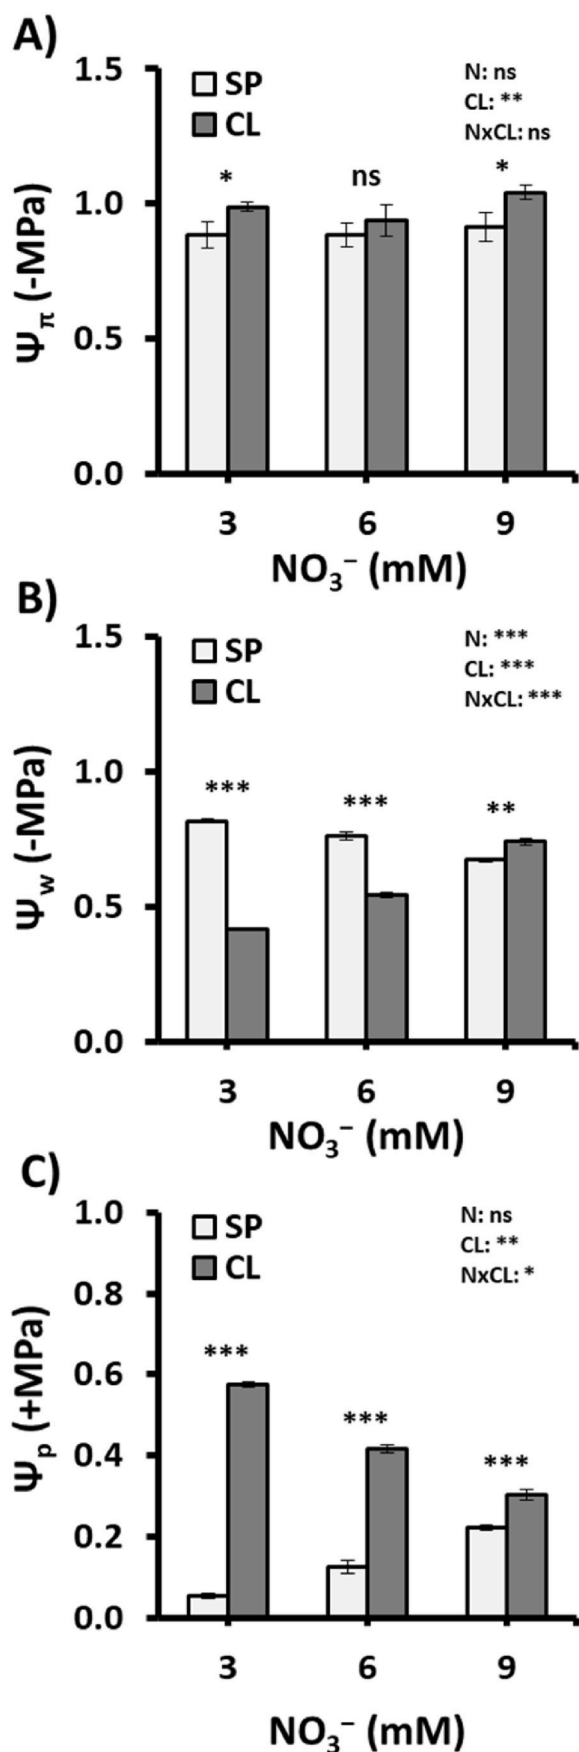 A)
Ψπ (-MPa)
1.5
1.0
0.5
0.0
SP
CL
N: ns
CL: **
NxCL: ns
*
ns
*
3
6
9
NO₃⁻ (mM)
B)
Ψw (-MPa)
1.5
1.0
0.5
0.0
SP
CL
N: ***
CL: ***
NxCL: ***
***
***
**
3
6
9
NO₃⁻ (mM)
C)
Ψp (+MPa)
1.0
0.8
0.6
0.4
0.2
0.0
SP
CL
N: ns
CL: **
NxCL: *
***
***
***
3
6
9
NO₃⁻ (mM)